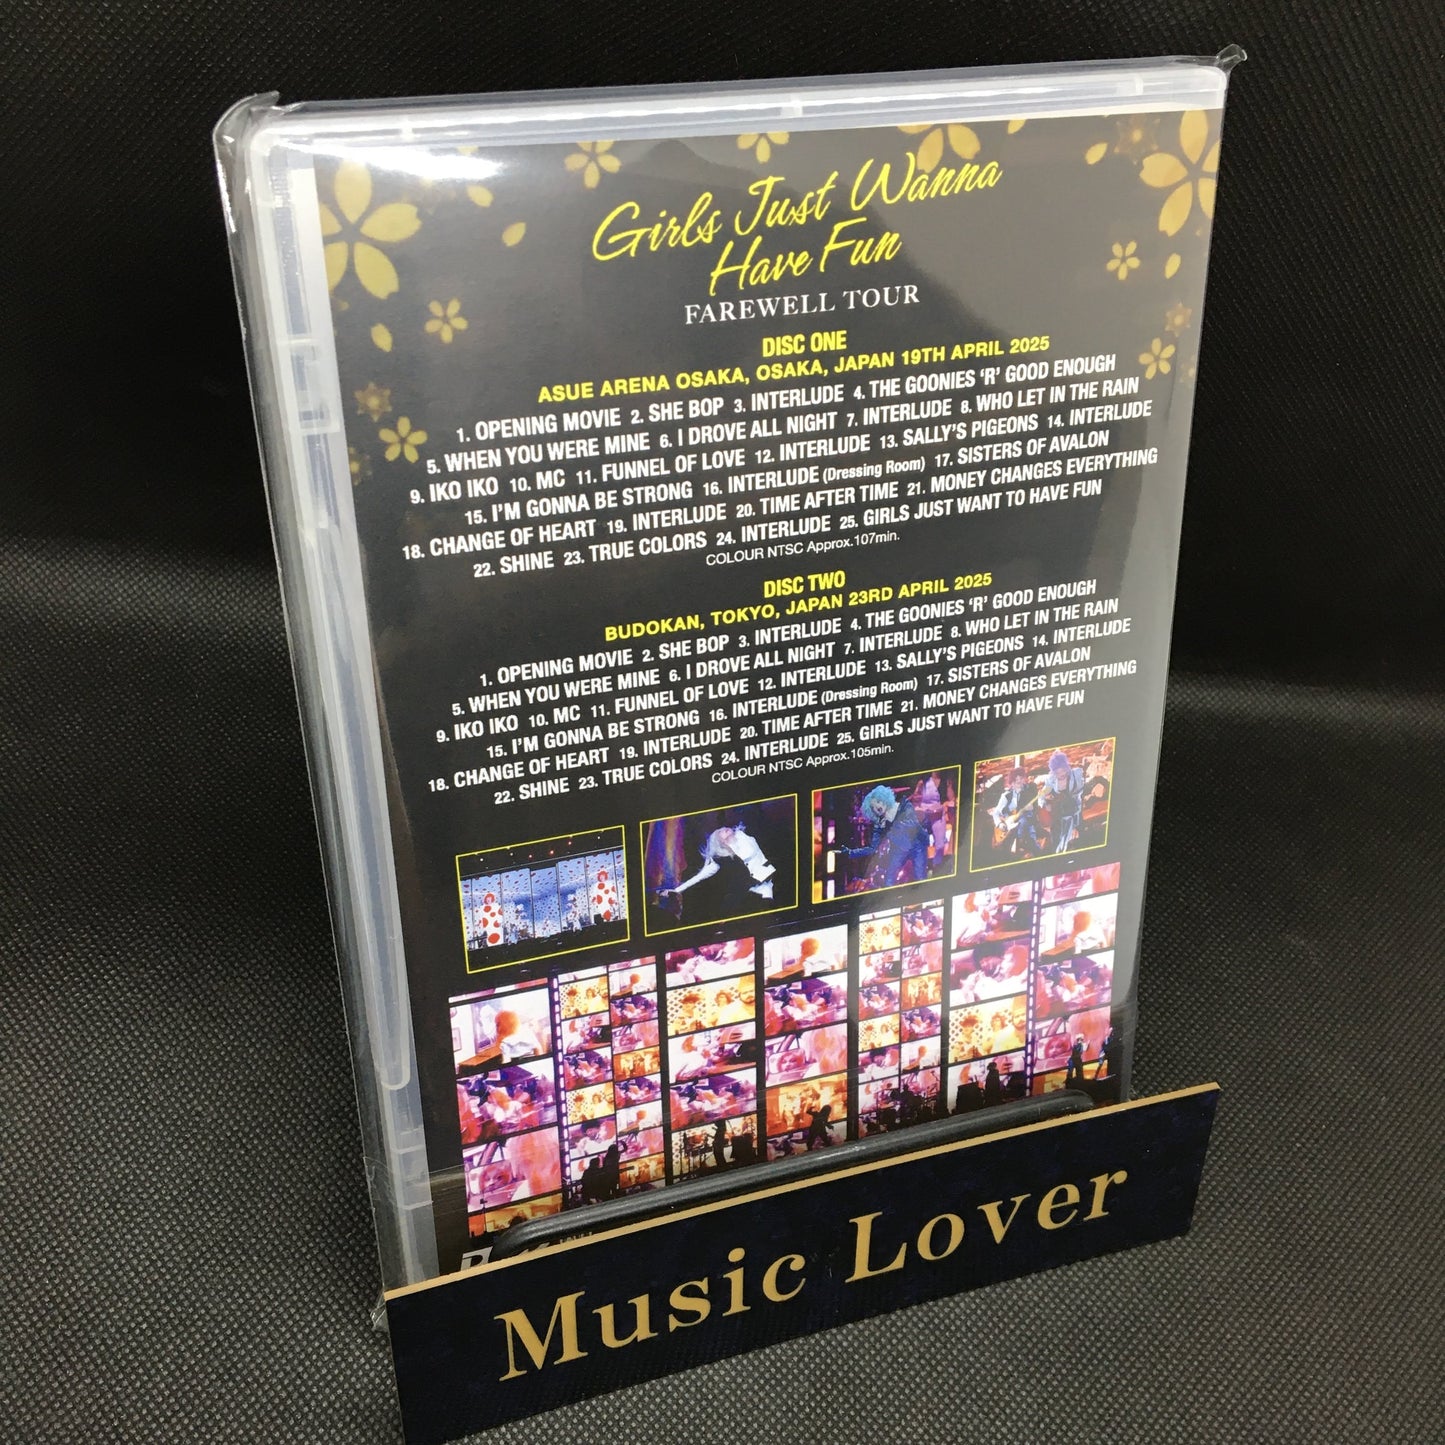 Girls Just Wanna
Have Fun
FAREWELL TOUR
DISC ONE
ASUE ARENA OSAKA, OSAKA, JAPAN 19TH APRIL 2025
1. OPENING MOVIE 2. SHE BOP 3. INTERLUDE 4. THE GOONIES ‘R’ GOOD ENOUGH
5. WHEN YOU WERE MINE 6. I DROVE ALL NIGHT 7. INTERLUDE 8. WHO LET IN THE RAIN
9. IKO IKO 10. MC 11. FUNNEL OF LOVE 12. INTERLUDE 13. SALLY’S PIGEONS 14. INTERLUDE
15. I’M GONNA BE STRONG 16. INTERLUDE (Dressing Room) 17. SISTERS OF AVALON
18. CHANGE OF HEART 19. INTERLUDE 20. TIME AFTER TIME 21. MONEY CHANGES EVERYTHING
22. SHINE 23. TRUE COLORS 24. INTERLUDE 25. GIRLS JUST WANT TO HAVE FUN
COLOUR NTSC Approx.107min.
DISC TWO
BUDOKAN, TOKYO, JAPAN 23RD APRIL 2025
1. OPENING MOVIE 2. SHE BOP 3. INTERLUDE 4. THE GOONIES ‘R’ GOOD ENOUGH
5. WHEN YOU WERE MINE 6. I DROVE ALL NIGHT 7. INTERLUDE 8. WHO LET IN THE RAIN
9. IKO IKO 10. MC 11. FUNNEL OF LOVE 12. INTERLUDE 13. SALLY’S PIGEONS 14. INTERLUDE
15. I’M GONNA BE STRONG 16. INTERLUDE (Dressing Room) 17. SISTERS OF AVALON
18. CHANGE OF HEART 19. INTERLUDE 20. TIME AFTER TIME 21. MONEY CHANGES EVERYTHING
22. SHINE 23. TRUE COLORS 24. INTERLUDE 25. GIRLS JUST WANT TO HAVE FUN
COLOUR NTSC Approx.105min.
Music Lover